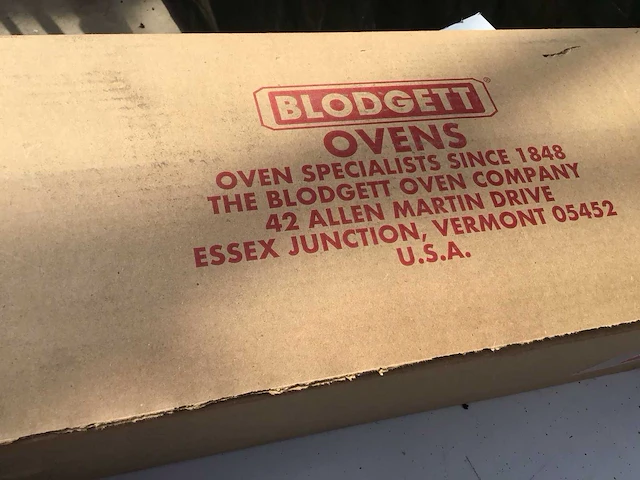 BLODGETT®
OVENS
OVEN SPECIALISTS SINCE 1848
THE BLODGETT OVEN COMPANY
42 ALLEN MARTIN DRIVE
ESSEX JUNCTION, VERMONT 05452
U.S.A.